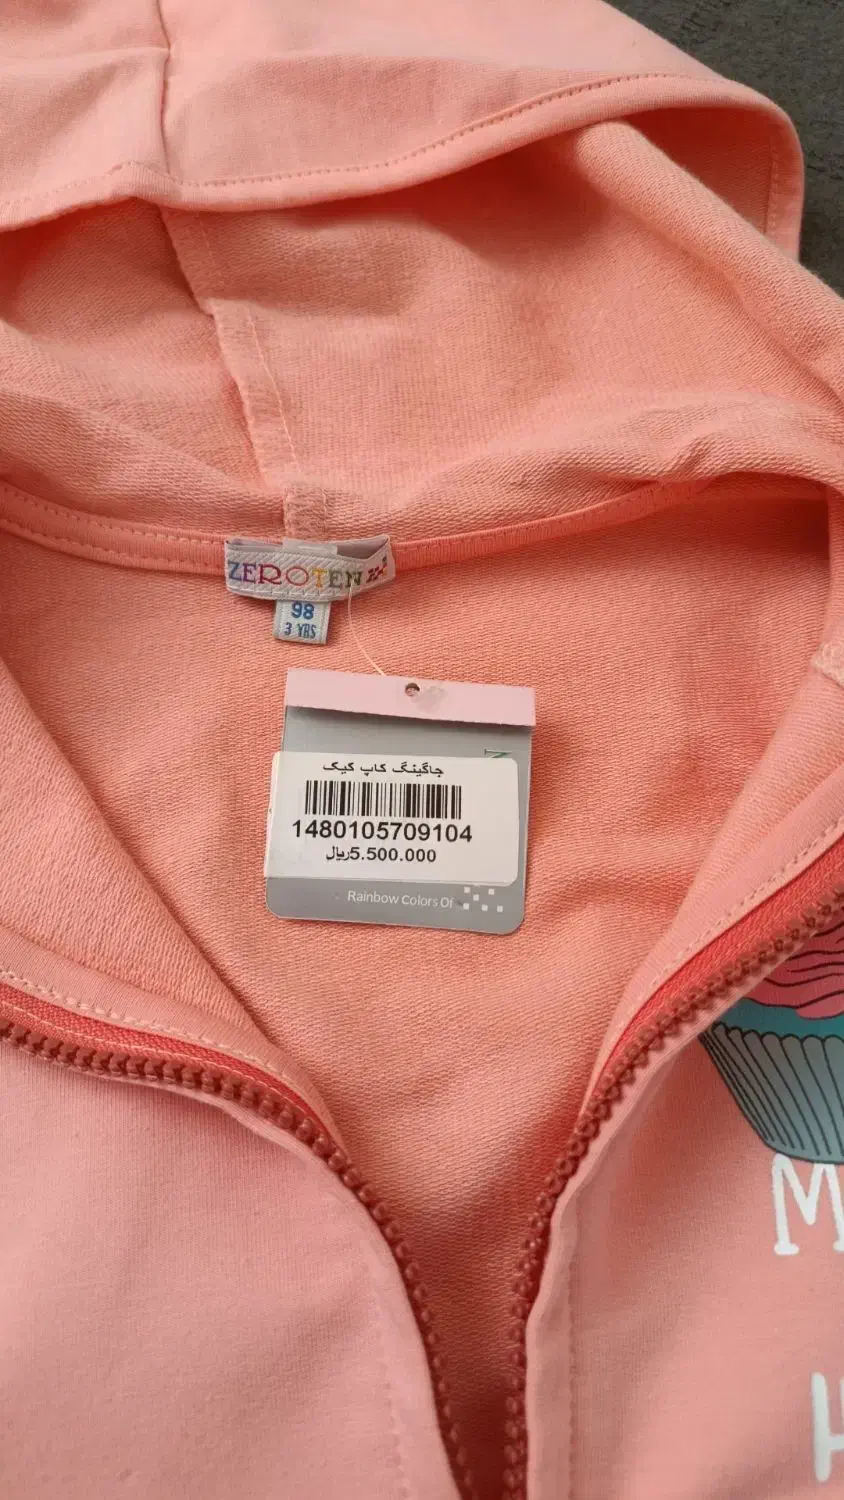 ZEROTEN
98
3 YRS
جاگینگ کاپ کیک
1480105709104
5.500.000ریال
Rainbow Colors Of
M
H